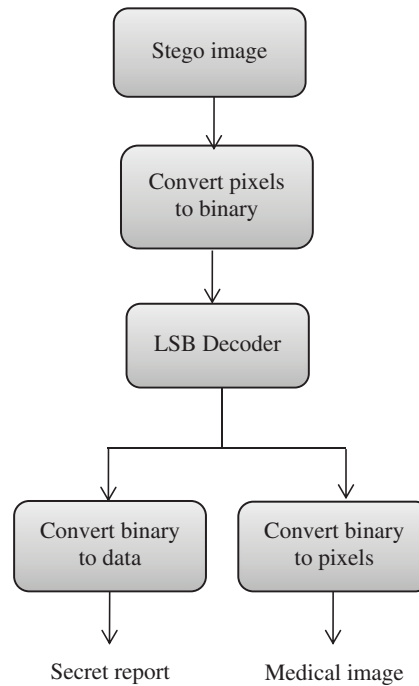 Stego image
Convert pixels
to binary
LSB Decoder
Convert binary
to data
Convert binary
to pixels
Secret report
Medical image